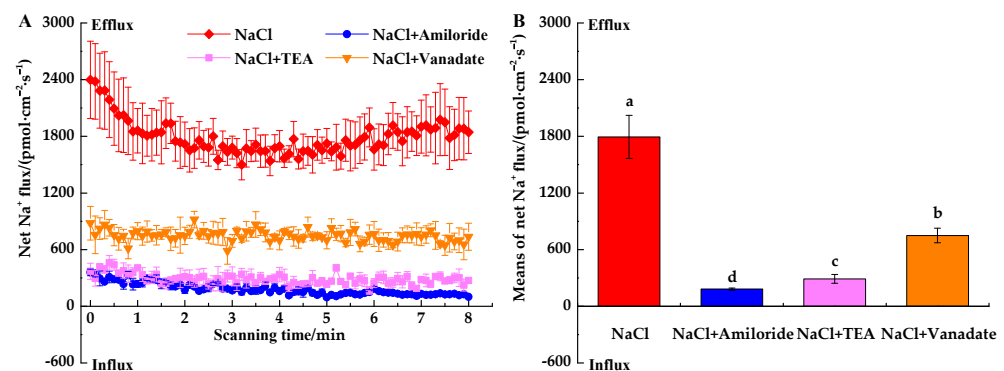 A
Efflux
NaCl
NaCl+Amiloride
NaCl+TEA
NaCl+Vanadate
Net Na⁺ flux/(pmol·cm⁻²·s⁻¹)
3000
2400
1800
1200
600
0
-600
0 1 2 3 4 5 6 7 8
Scanning time/min
Influx
B
Efflux
Means of net Na⁺ flux/(pmol·cm⁻²·s⁻¹)
3000
2400
1800
1200
600
0
-600
a
d
c
b
NaCl NaCl+Amiloride NaCl+TEA NaCl+Vanadate
Influx